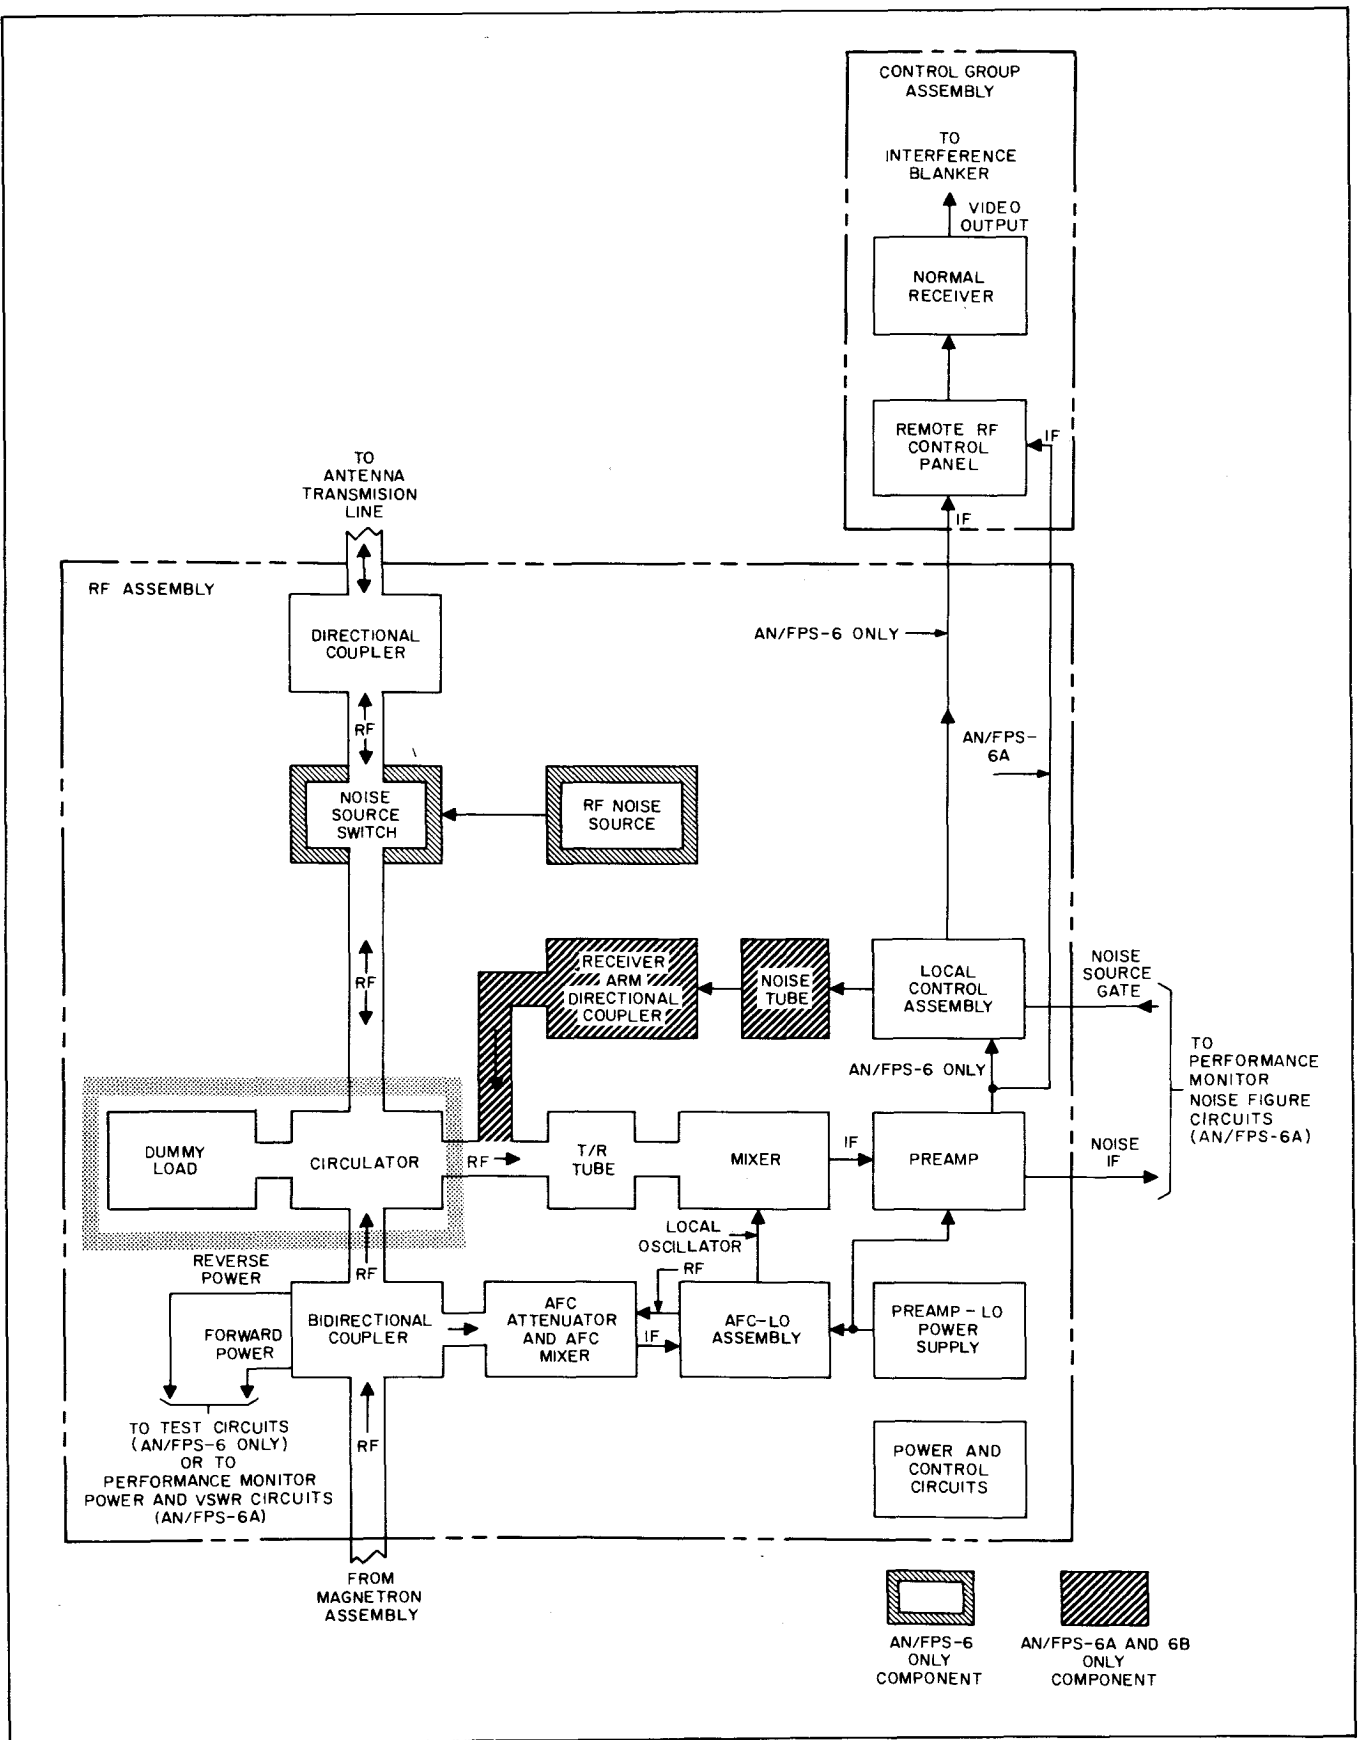 CONTROL GROUP
ASSEMBLY
TO
INTERFERENCE
BLANKER
VIDEO
OUTPUT
NORMAL
RECEIVER
REMOTE RF
CONTROL
PANEL
IF
IF
TO
ANTENNA
TRANSMISION
LINE
RF ASSEMBLY
DIRECTIONAL
COUPLER
AN/FPS-6 ONLY
RF
AN/FPS-
6A
NOISE
SOURCE
SWITCH
RF NOISE
SOURCE
RF
RECEIVER
ARM
DIRECTIONAL
COUPLER
NOISE
TUBE
LOCAL
CONTROL
ASSEMBLY
NOISE
SOURCE
GATE
AN/FPS-6 ONLY
TO
PERFORMANCE
MONITOR
NOISE FIGURE
CIRCUITS
(AN/FPS-6A)
DUMMY
LOAD
CIRCULATOR
RF
T/R
TUBE
MIXER
IF
PREAMP
NOISE
IF
LOCAL
OSCILLATOR
REVERSE
POWER
RF
RF
FORWARD
POWER
BIDIRECTIONAL
COUPLER
AFC
ATTENUATOR
AND AFC
MIXER
IF
AFC-LO
ASSEMBLY
PREAMP-LO
POWER
SUPPLY
TO TEST CIRCUITS
(AN/FPS-6 ONLY)
OR TO
PERFORMANCE MONITOR
POWER AND VSWR CIRCUITS
(AN/FPS-6A)
RF
POWER AND
CONTROL
CIRCUITS
FROM
MAGNETRON
ASSEMBLY
AN/FPS-6
ONLY
COMPONENT
AN/FPS-6A AND 6B
ONLY
COMPONENT